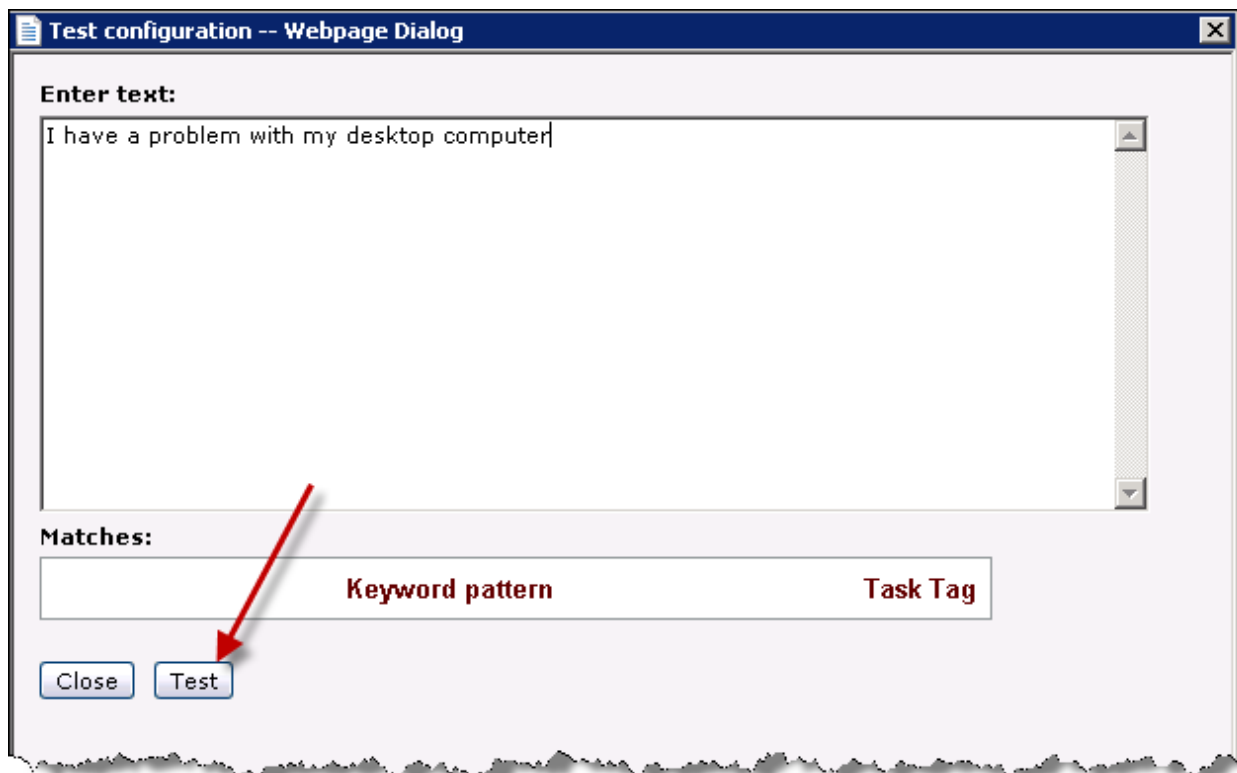 Test configuration -- Webpage Dialog
Enter text:
I have a problem with my desktop computer
Matches:
Keyword pattern Task Tag
Close Test